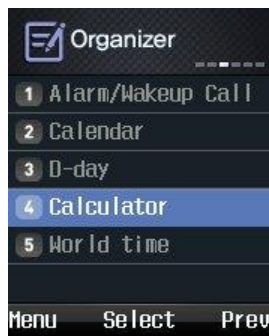 Organizer
1 Alarm/Wakeup Call
2 Calendar
3 D-day
4 Calculator
5 World time
Menu Select Prev